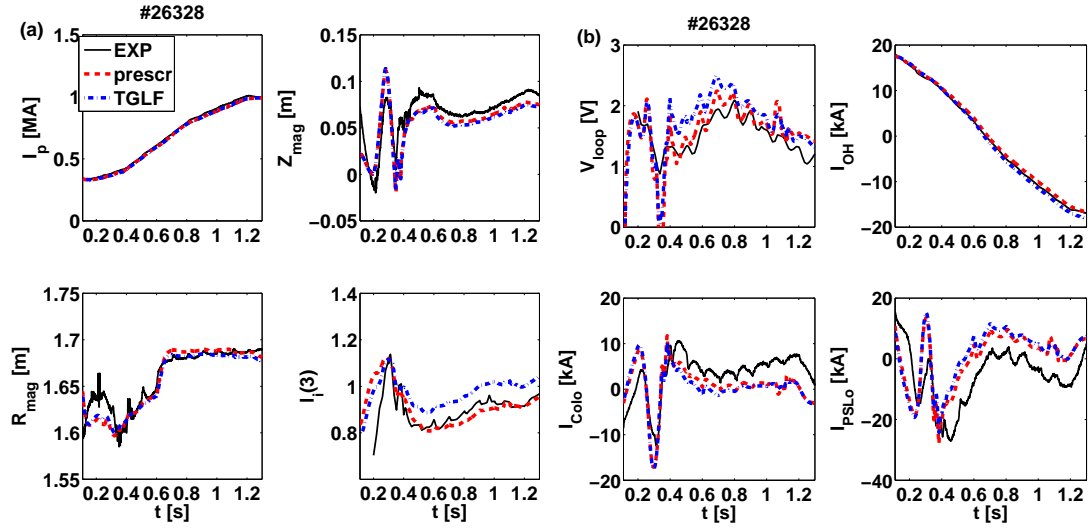 #26328
(a)
EXP
prescr
TGLF
I_p [MA]
1.5
1
0.5
0
0.2 0.4 0.6 0.8 1 1.2
Z_mag [m]
0.15
0.1
0.05
0
−0.05
0.2 0.4 0.6 0.8 1 1.2
R_mag [m]
1.75
1.7
1.65
1.6
1.55
0.2 0.4 0.6 0.8 1 1.2
t [s]
l_i(3)
1.4
1.2
1
0.8
0.2 0.4 0.6 0.8 1 1.2
t [s]
#26328
(b)
V_loop [V]
3
2
1
0
0.2 0.4 0.6 0.8 1 1.2
I_OH [kA]
20
10
0
−10
−20
0.2 0.4 0.6 0.8 1 1.2
I_CoIo [kA]
20
10
0
−10
−20
0.2 0.4 0.6 0.8 1 1.2
t [s]
I_PSLo [kA]
20
0
−20
−40
0.2 0.4 0.6 0.8 1 1.2
t [s]